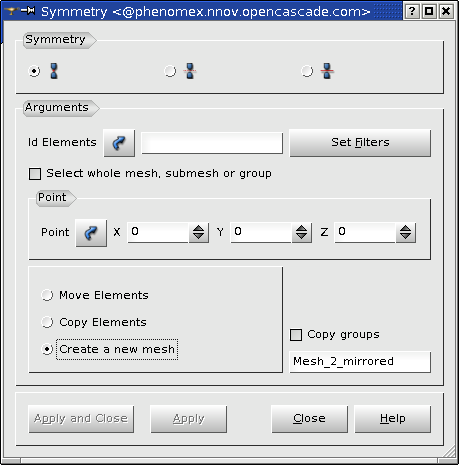 Symmetry <@phenomex.nnov.opencascade.com>
Symmetry
Arguments
Id Elements Set Filters
Select whole mesh, submesh or group
Point
Point X 0 Y 0 Z 0
Move Elements
Copy Elements
Create a new mesh
Copy groups
Mesh_2_mirrored
Apply and Close Apply Close Help